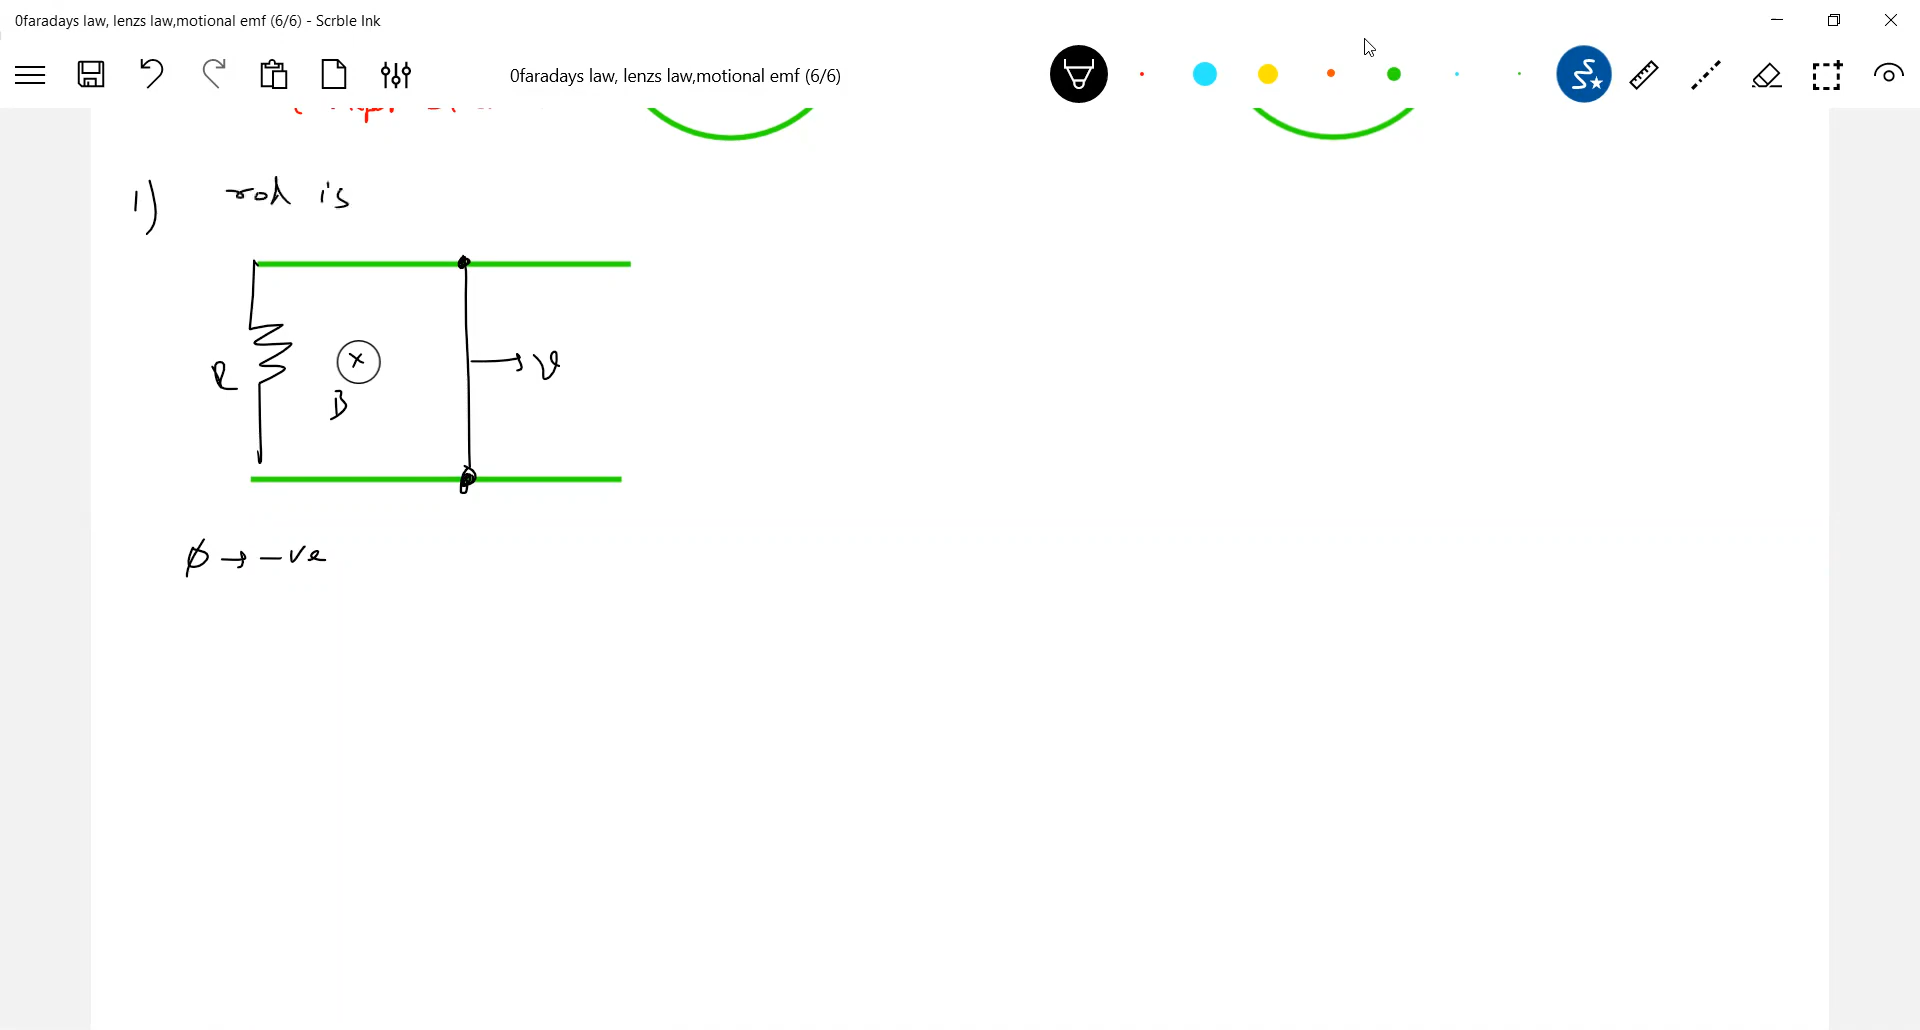 0faradays law, lenzs law,motional emf (6/6) - Scrble Ink
0faradays law, lenzs law,motional emf (6/6)
1) rod is
R
x
B
v
ϕ → -ve